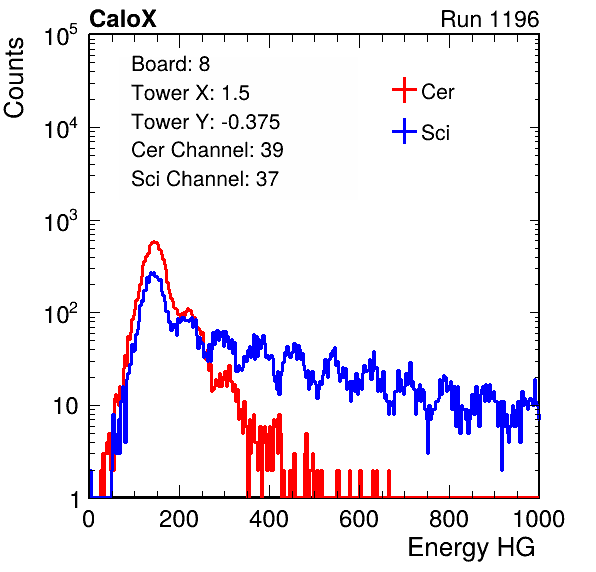 CaloX Run 1196
Counts
10^5
10^4
10^3
10^2
10
1
Board: 8
Tower X: 1.5
Tower Y: -0.375
Cer Channel: 39
Sci Channel: 37
Cer
Sci
0 200 400 600 800 1000
Energy HG